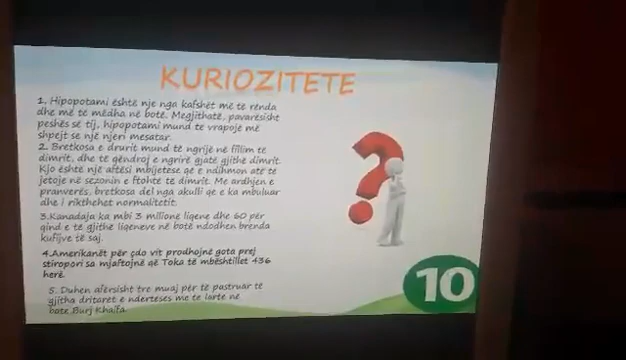 KURIOZITETE
1. Hipopotami është një nga kafshët më të rënda
dhe më të mëdha në botë. Megjithatë, pavarësisht
peshës së tij, hipopotami mund të vrapojë më
shpejt se një njeri mesatar.
2. Bretkosa e drurit mund të ngrijë në fillim të
dimrit, dhe të qëndroj e ngrirë gjatë gjithë dimrit.
Kjo është një aftësi mbijetese që e ndihmon atë të
jetojë në sezonin e ftohtë të dimrit. Me ardhjen e
pranverës, bretkosa del nga akulli që e ka mbuluar
dhe i rikthehet normalitetit.
3.Kanadaja ka mbi 3 milione liqene dhe 60 për
qind e të gjithë liqeneve në botë ndodhen brenda
kufijve të saj.
4.Amerikanët për çdo vit prodhojnë gota prej
stiropori sa mjaftojnë që Toka të mbështillet 436
herë.
5. Duhen afërsisht tre muaj për të pastruar të
gjitha dritaret e ndërtesës më të lartë në
botë, Burj Khalifa.
10